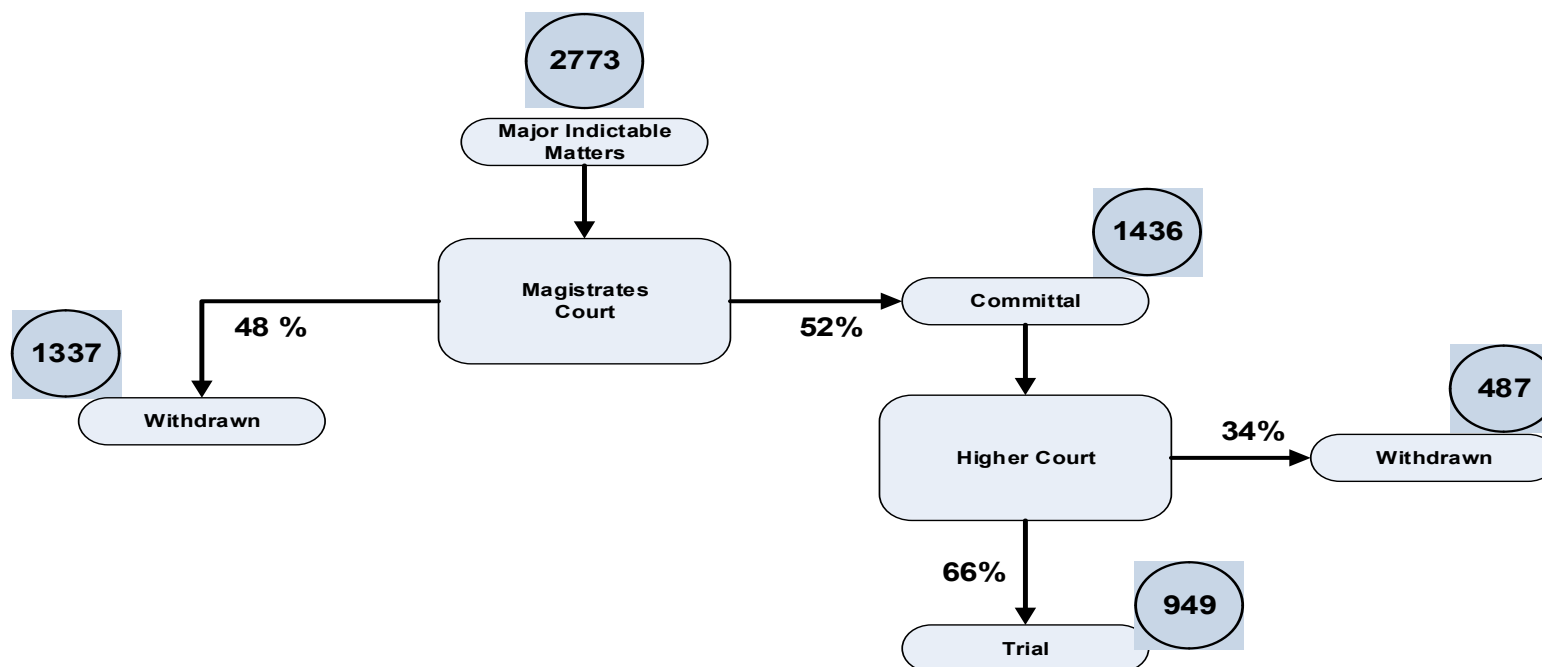 2773
Major Indictable
Matters
1436
Magistrates
Court
Committal
48 %
52%
1337
Withdrawn
487
34%
Higher Court
Withdrawn
66%
949
Trial